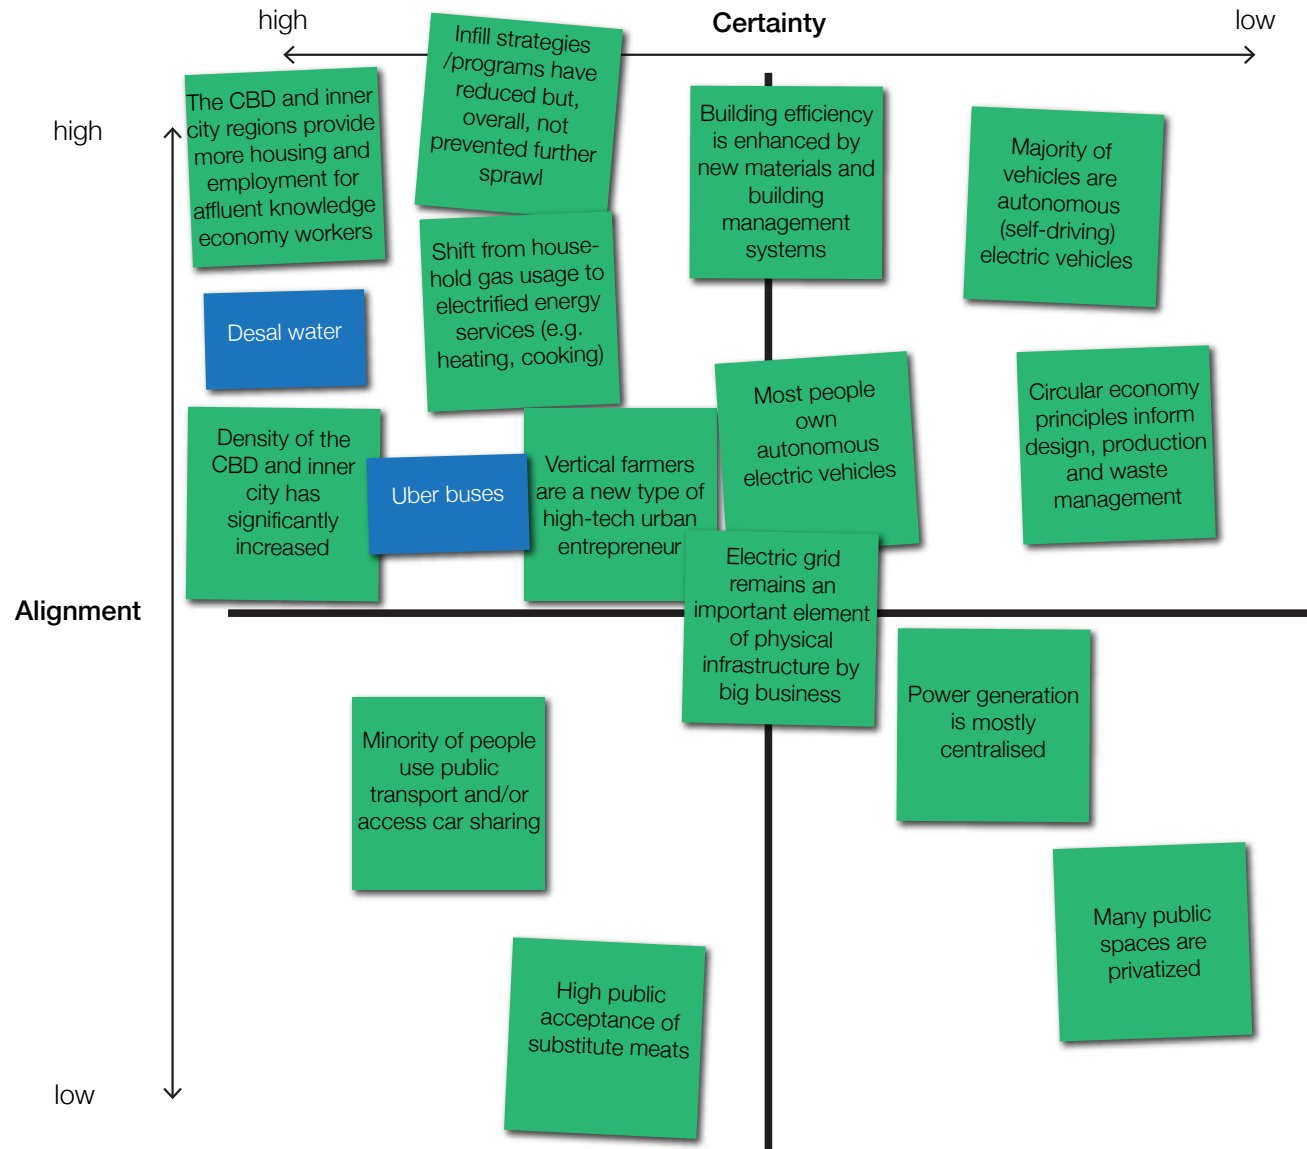 high
Certainty
low
high
The CBD and inner
city regions provide
more housing and
employment for
affluent knowledge
economy workers
Infill strategies
/programs have
reduced but,
overall, not
prevented further
sprawl
Building efficiency
is enhanced by
new materials and
building
management
systems
Majority of
vehicles are
autonomous
(self-driving)
electric vehicles
Desal water
Shift from house-
hold gas usage to
electrified energy
services (e.g.
heating, cooking)
Most people
own
autonomous
electric vehicles
Circular economy
principles inform
design, production
and waste
management
Density of the
CBD and inner
city has
significantly
increased
Uber buses
Vertical farmers
are a new type of
high-tech urban
entrepreneur
Electric grid
remains an
important element
of physical
infrastructure by
big business
Alignment
Power generation
is mostly
centralised
Minority of people
use public
transport and/or
access car sharing
Many public
spaces are
privatized
High public
acceptance of
substitute meats
low